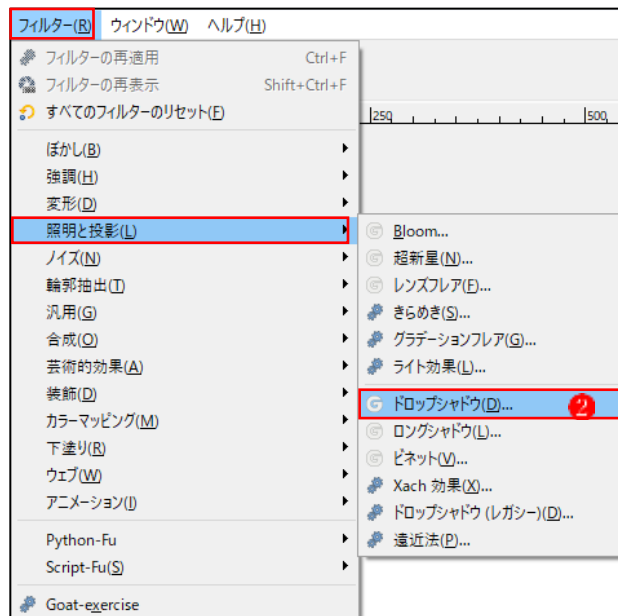 フィルター(R) ウィンドウ(W) ヘルプ(H)
フィルターの再適用 Ctrl+F
フィルターの再表示 Shift+Ctrl+F
すべてのフィルターのリセット(F)
250 500
ぼかし(B)
強調(H)
変形(D)
照明と投影(L)
ノイズ(N)
輪郭抽出(T)
汎用(G)
合成(O)
芸術的効果(A)
装飾(D)
カラーマッピング(M)
下塗り(R)
ウェブ(W)
アニメーション(I)
Python-Fu
Script-Fu(S)
Goat-exercise
Bloom...
超新星(N)...
レンズフレア(F)...
きらめき(S)...
グラデーションフレア(G)...
ライト効果(L)...
ドロップシャドウ(D)... 2
ロングシャドウ(L)...
ビネット(V)...
Xach 効果(X)...
ドロップシャドウ (レガシー)(D)...
遠近法(P)...